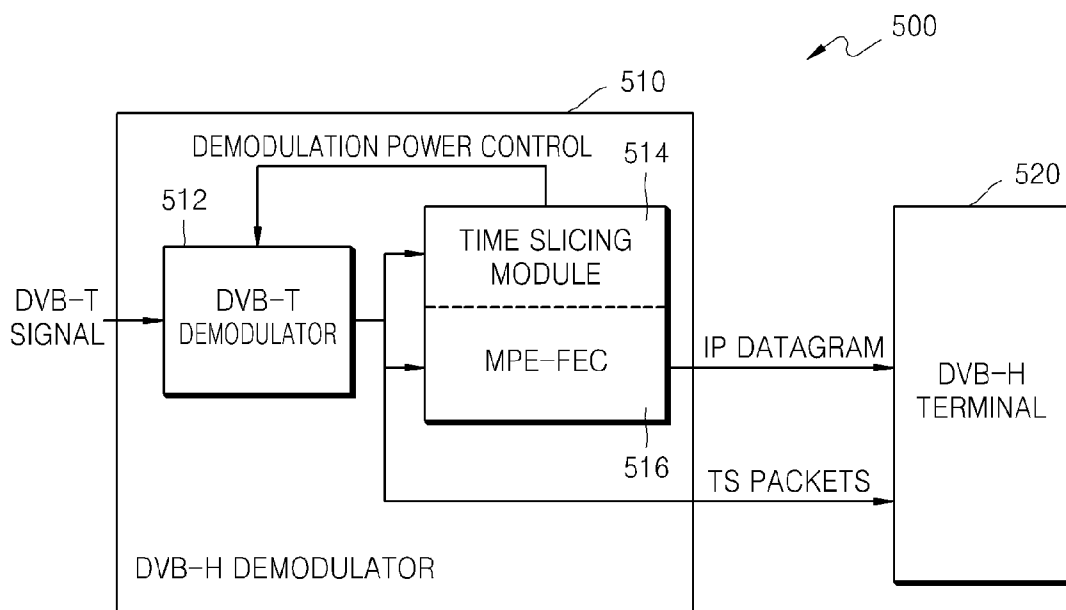 500
510
DEMODULATION POWER CONTROL
514
520
512
TIME SLICING
MODULE
DVB-T
SIGNAL
DVB-T
DEMODULATOR
MPE-FEC
IP DATAGRAM
DVB-H
TERMINAL
516
TS PACKETS
DVB-H DEMODULATOR